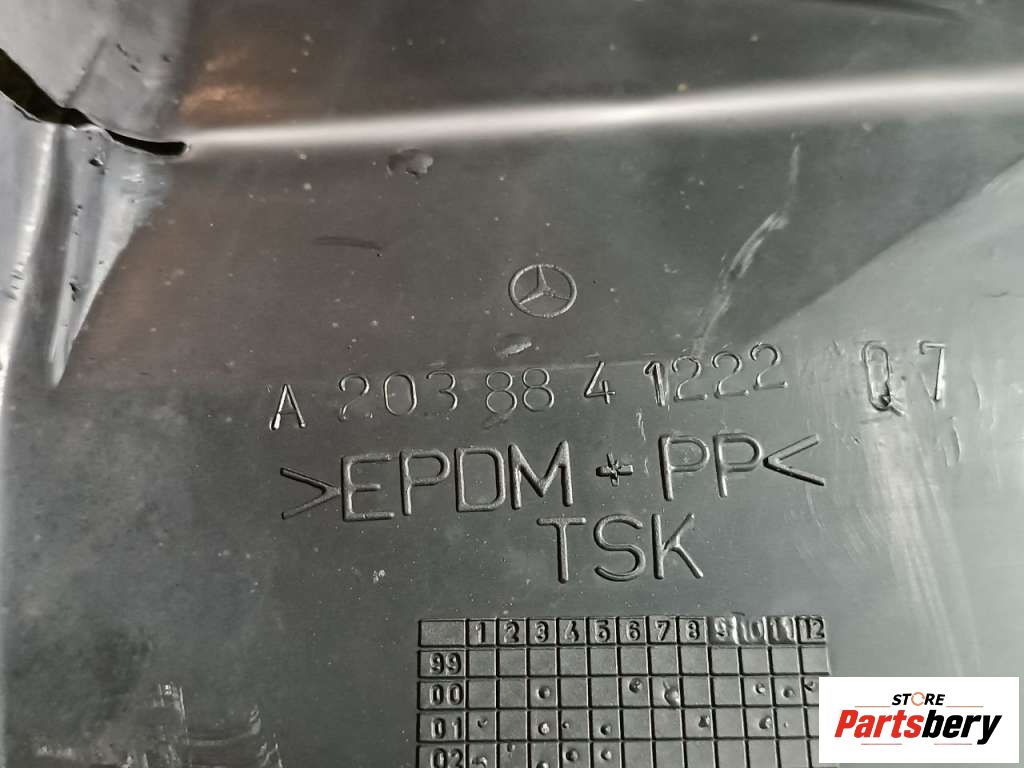 A 203 88 4 1222 Q 7
>EPDM + PP<
TSK
1 2 3 4 5 6 7 8 9 10 11 12
99
00
01
02
STORE
Partsbery